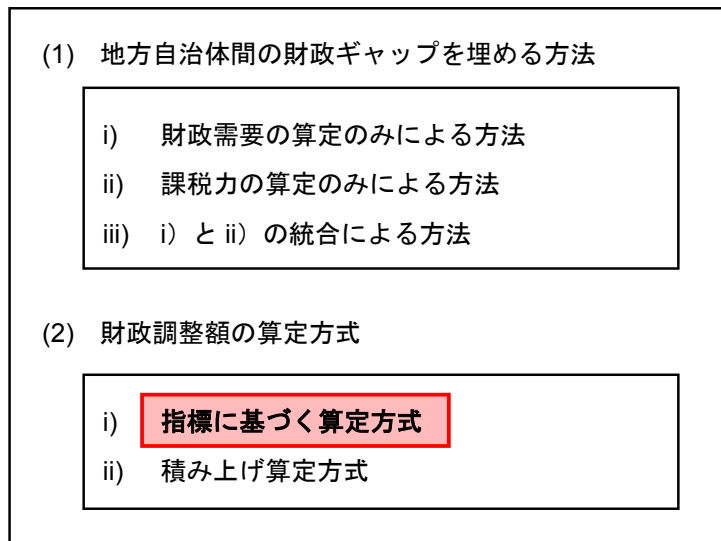 (1) 地方自治体間の財政ギャップを埋める方法
i) 財政需要の算定のみによる方法
ii) 課税力の算定のみによる方法
iii) i）と ii）の統合による方法
(2) 財政調整額の算定方式
i) 指標に基づく算定方式
ii) 積み上げ算定方式